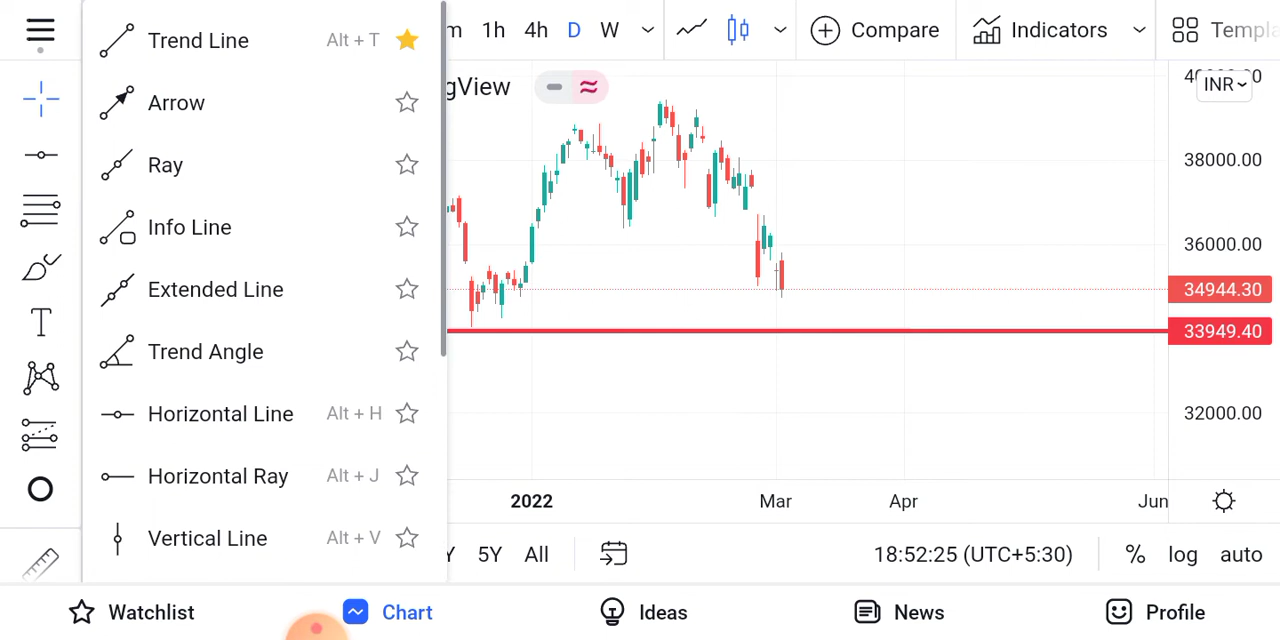 Trend Line Alt + T
Arrow
Ray
Info Line
Extended Line
Trend Angle
Horizontal Line Alt + H
Horizontal Ray Alt + J
Vertical Line Alt + V
m 1h 4h D W
Compare
Indicators
Templa
gView
INR
38000.00
36000.00
34944.30
33949.40
32000.00
2022 Mar Apr Jun
Y 5Y All
18:52:25 (UTC+5:30)
% log auto
Watchlist Chart Ideas News Profile